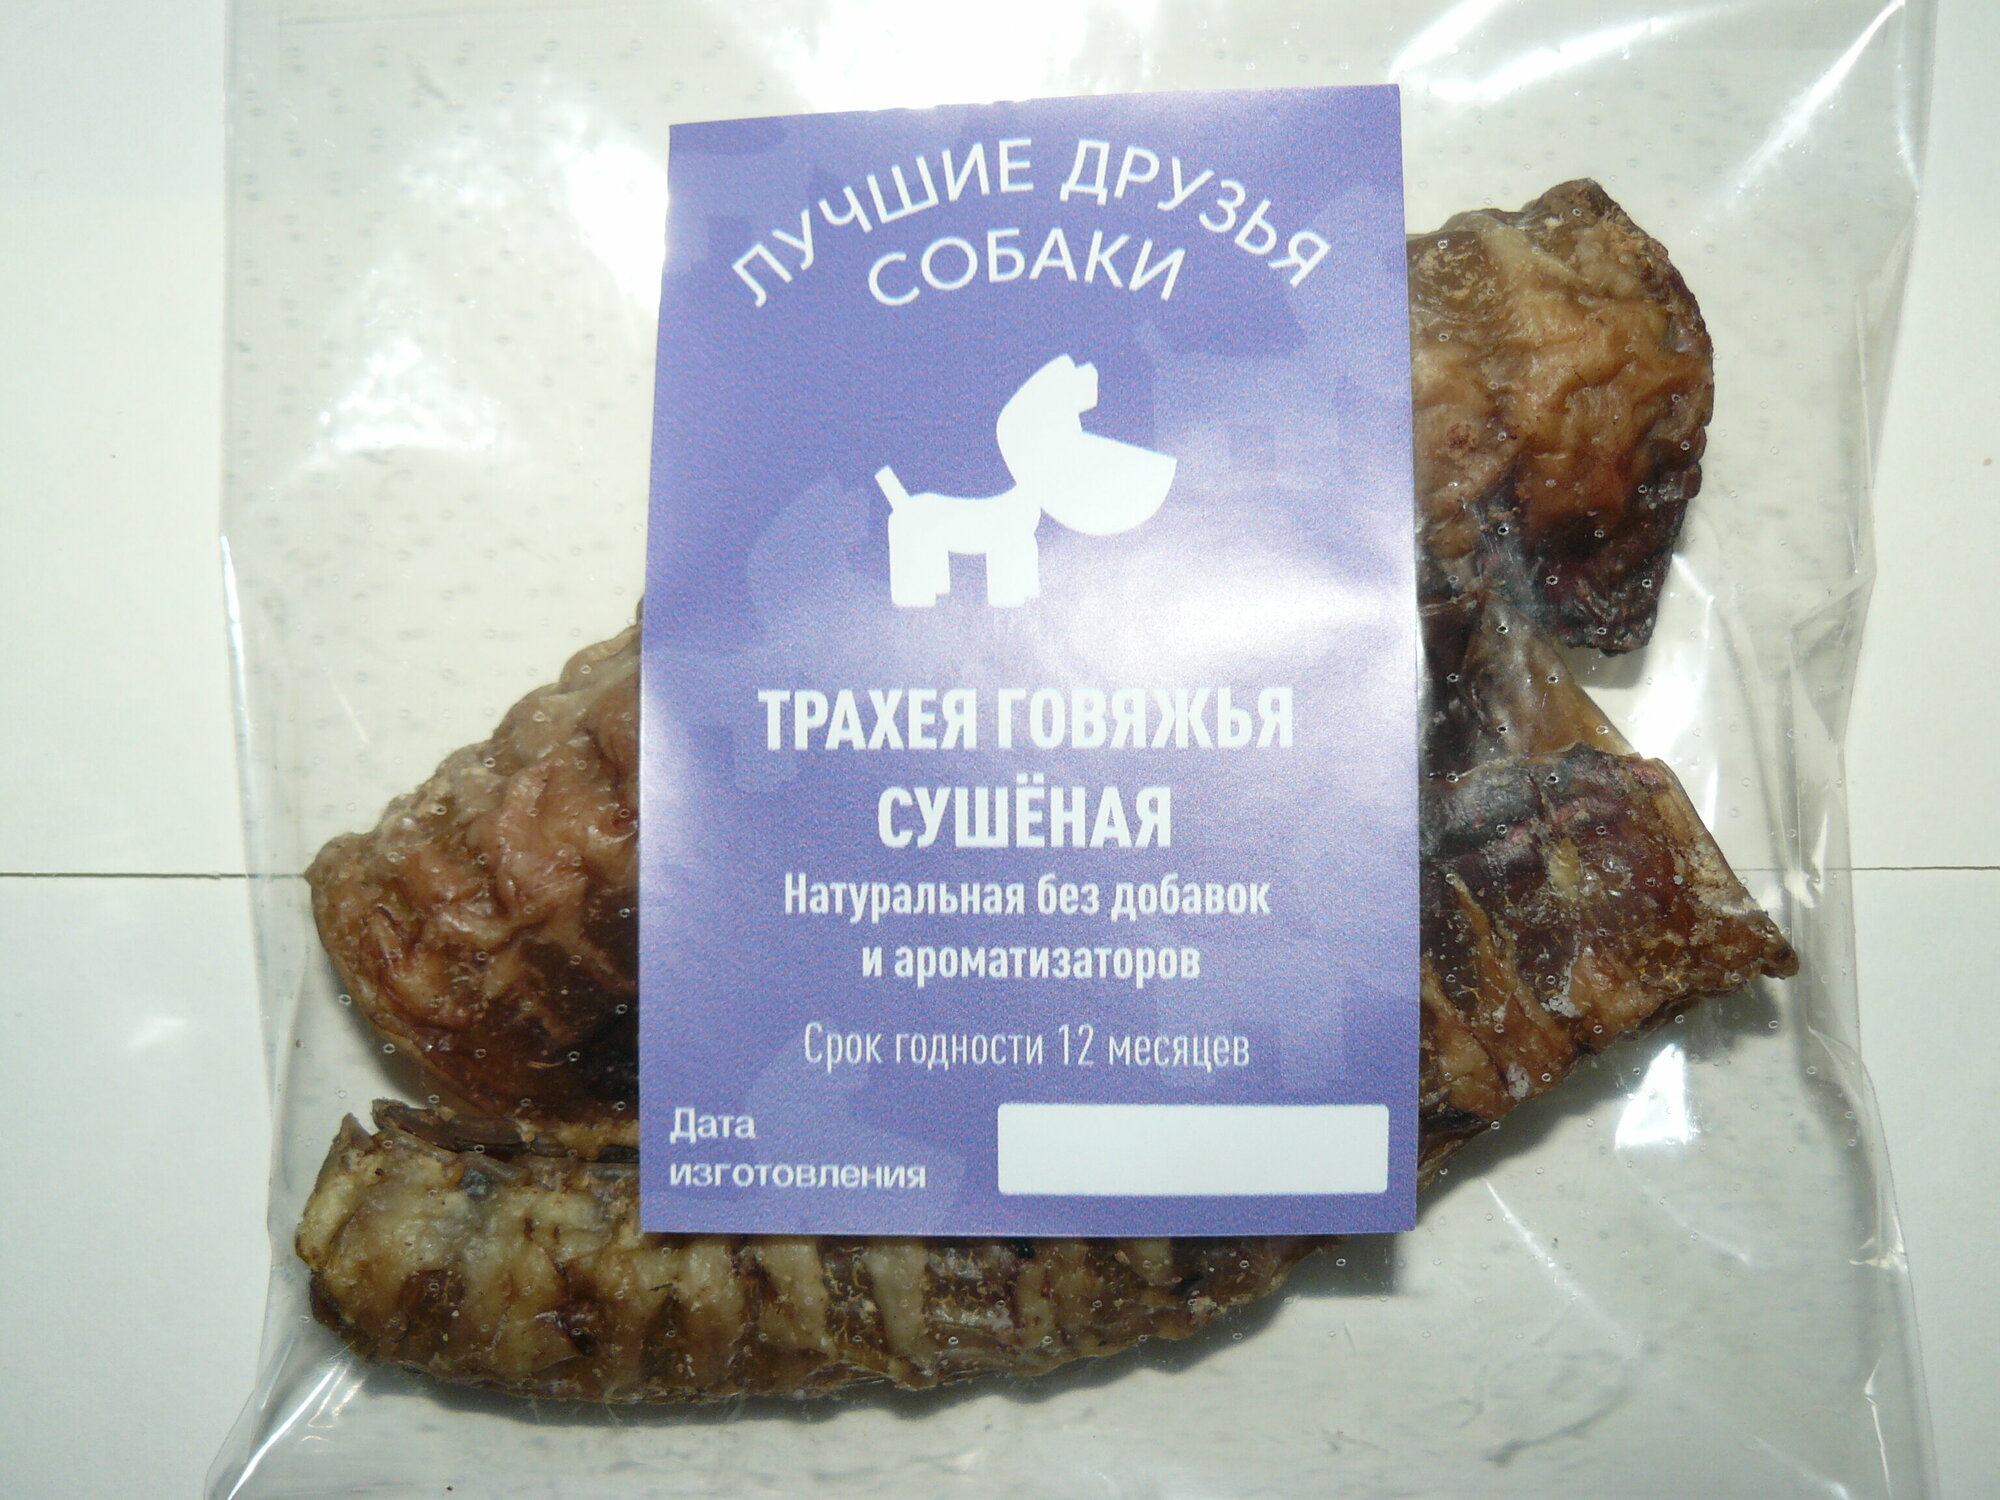 ЛУЧШИЕ ДРУЗЬЯ
СОБАКИ
ТРАХЕЯ ГОВЯЖЬЯ
СУШЁНАЯ
Натуральная без добавок
и ароматизаторов
Срок годности 12 месяцев
Дата
изготовления